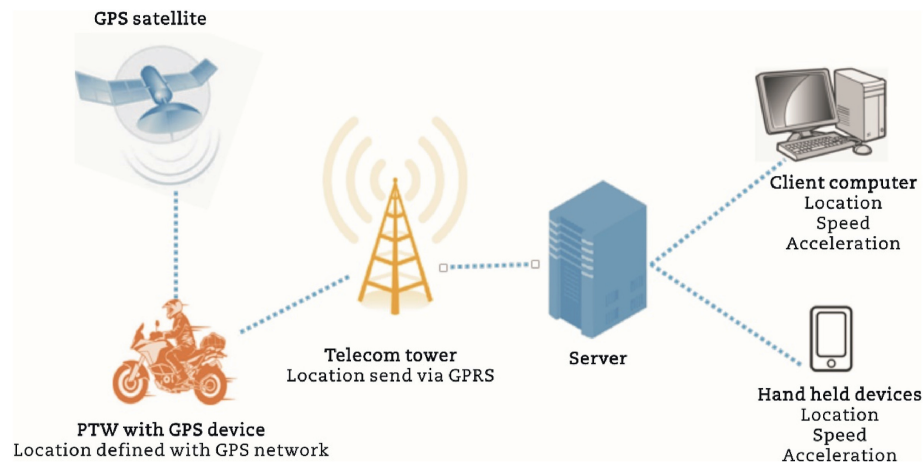 GPS satellite
PTW with GPS device
Location defined with GPS network
Telecom tower
Location send via GPRS
Server
Client computer
Location
Speed
Acceleration
Hand held devices
Location
Speed
Acceleration